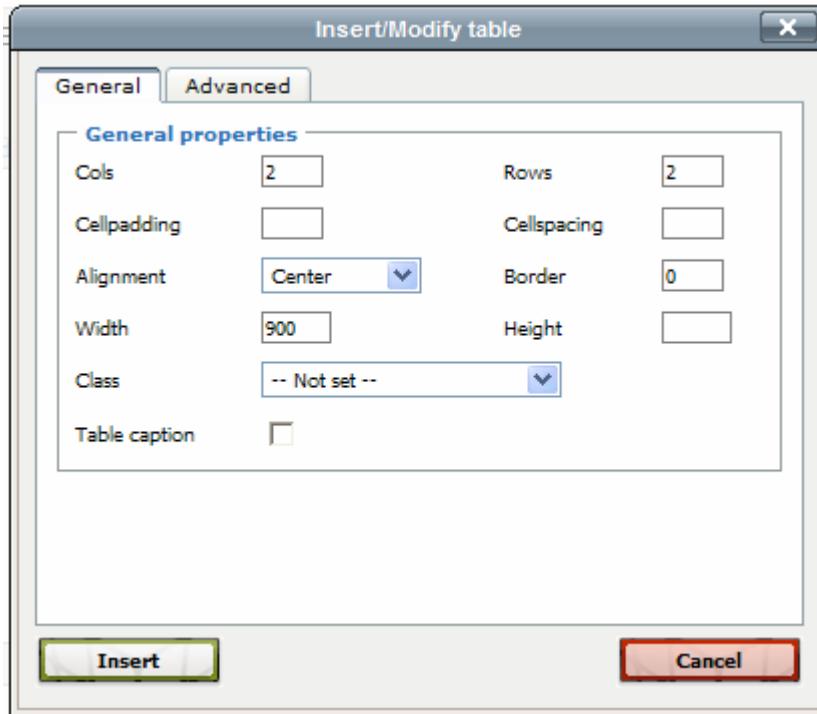 Insert/Modify table
General Advanced
General properties
Cols 2 Rows 2
Cellpadding Cellspacing
Alignment Center Border 0
Width 900 Height
Class -- Not set --
Table caption
Insert Cancel